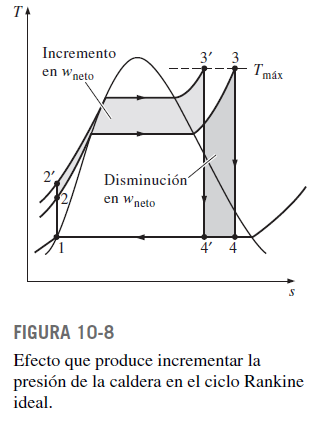 T
Incremento
en wneto
3′
3
Tmáx
2′
2
Disminución
en wneto
1
4′
4
s
FIGURA 10-8
Efecto que produce incrementar la
presión de la caldera en el ciclo Rankine
ideal.